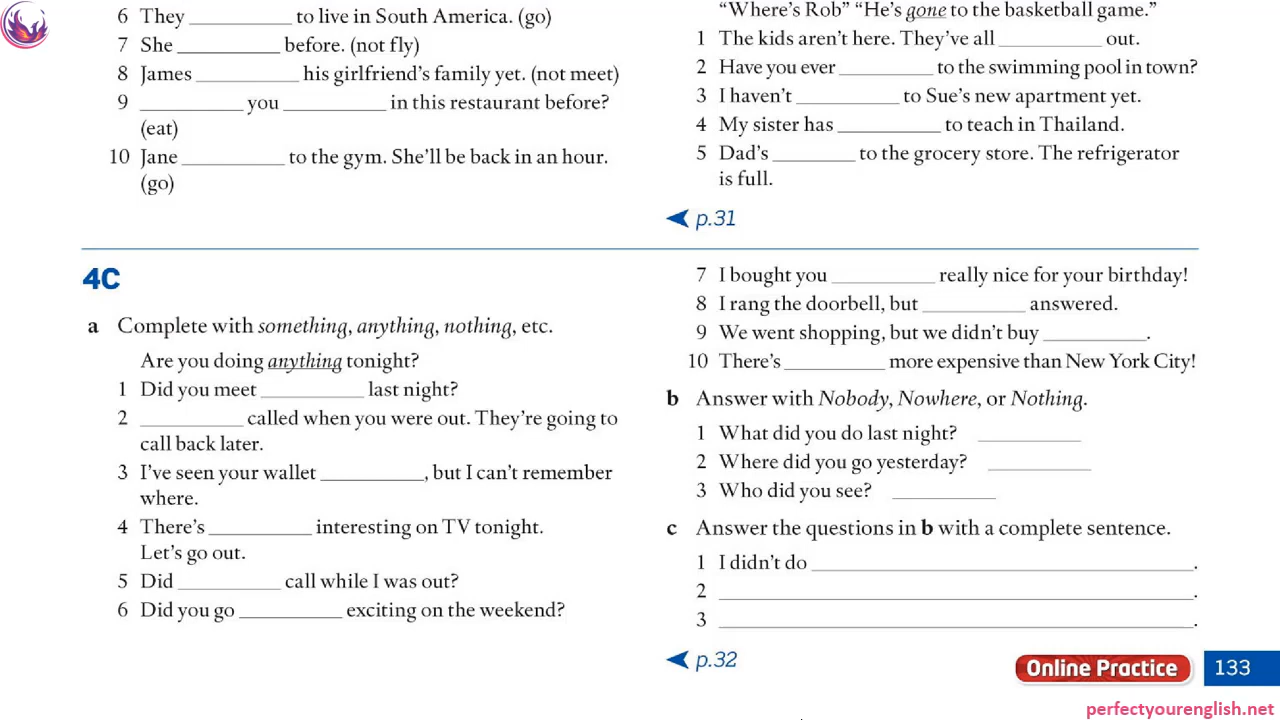 6 They __________ to live in South America. (go)
7 She __________ before. (not fly)
8 James __________ his girlfriend's family yet. (not meet)
9 __________ you __________ in this restaurant before?
(eat)
10 Jane __________ to the gym. She'll be back in an hour.
(go)
"Where's Rob" "He's gone to the basketball game."
1 The kids aren't here. They've all __________ out.
2 Have you ever __________ to the swimming pool in town?
3 I haven't __________ to Sue's new apartment yet.
4 My sister has __________ to teach in Thailand.
5 Dad's ________ to the grocery store. The refrigerator
is full.
p.31
4C
a Complete with something, anything, nothing, etc.
Are you doing anything tonight?
1 Did you meet __________ last night?
2 __________ called when you were out. They're going to
call back later.
3 I've seen your wallet __________, but I can't remember
where.
4 There's __________ interesting on TV tonight.
Let's go out.
5 Did __________ call while I was out?
6 Did you go __________ exciting on the weekend?
7 I bought you __________ really nice for your birthday!
8 I rang the doorbell, but __________ answered.
9 We went shopping, but we didn't buy __________.
10 There's __________ more expensive than New York City!
b Answer with Nobody, Nowhere, or Nothing.
1 What did you do last night? __________
2 Where did you go yesterday? __________
3 Who did you see? __________
c Answer the questions in b with a complete sentence.
1 I didn't do ______________________________.
2 ______________________________.
3 ______________________________.
p.32
Online Practice
133
perfectyourenglish.net